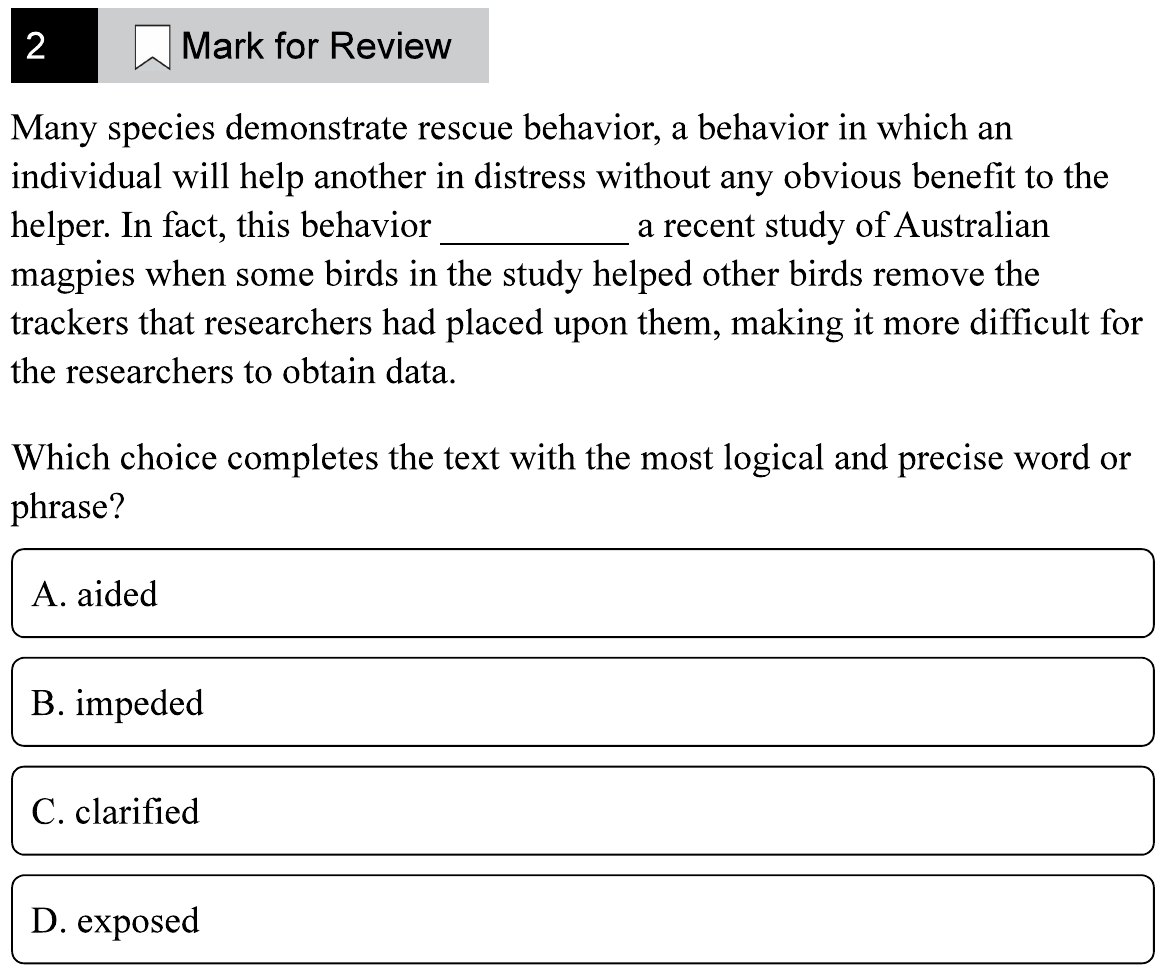 2 Mark for Review
Many species demonstrate rescue behavior, a behavior in which an
individual will help another in distress without any obvious benefit to the
helper. In fact, this behavior __________ a recent study of Australian
magpies when some birds in the study helped other birds remove the
trackers that researchers had placed upon them, making it more difficult for
the researchers to obtain data.
Which choice completes the text with the most logical and precise word or
phrase?
A. aided
B. impeded
C. clarified
D. exposed